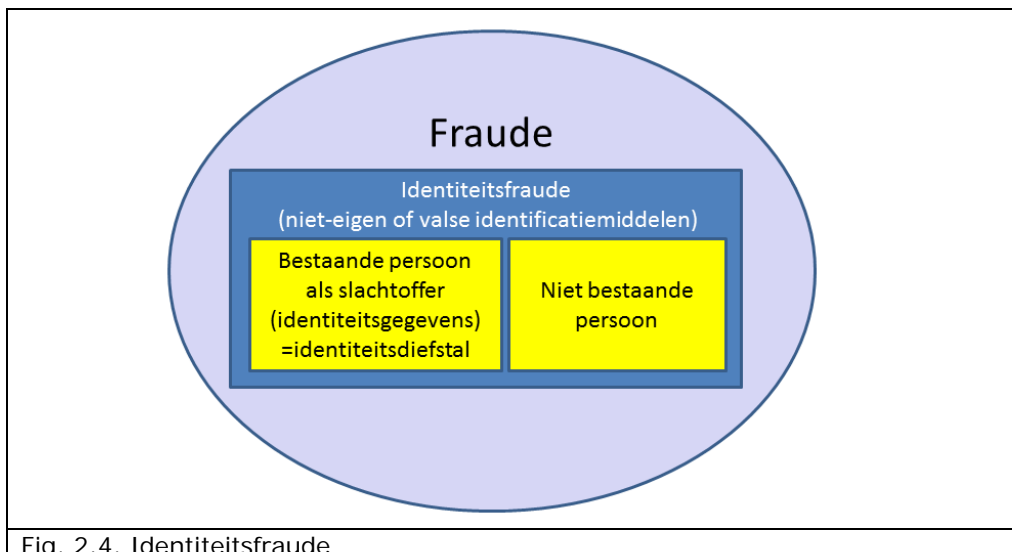 Fraude
Identiteitsfraude
(niet-eigen of valse identificatiemiddelen)
Bestaande persoon
als slachtoffer
(identiteitsgegevens)
=identiteitsdiefstal
Niet bestaande
persoon
Fig. 2.4. Identiteitsfraude